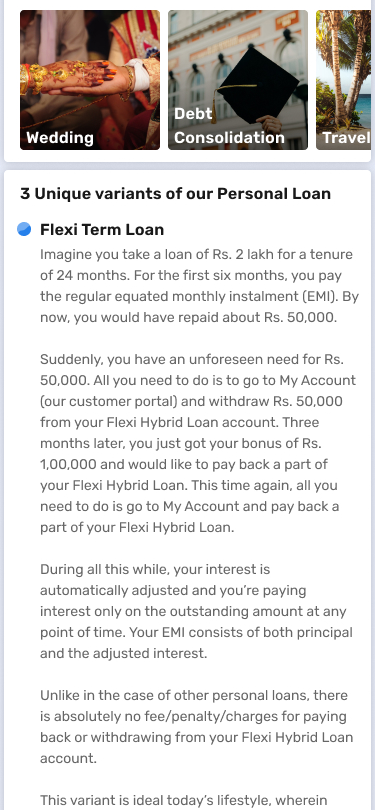 Wedding
Debt
Consolidation
Travel
3 Unique variants of our Personal Loan
Flexi Term Loan
Imagine you take a loan of Rs. 2 lakh for a tenure
of 24 months. For the first six months, you pay
the regular equated monthly instalment (EMI). By
now, you would have repaid about Rs. 50,000.
Suddenly, you have an unforeseen need for Rs.
50,000. All you need to do is to go to My Account
(our customer portal) and withdraw Rs. 50,000
from your Flexi Hybrid Loan account. Three
months later, you just got your bonus of Rs.
1,00,000 and would like to pay back a part of
your Flexi Hybrid Loan. This time again, all you
need to do is go to My Account and pay back a
part of your Flexi Hybrid Loan.
During all this while, your interest is
automatically adjusted and you’re paying
interest only on the outstanding amount at any
point of time. Your EMI consists of both principal
and the adjusted interest.
Unlike in the case of other personal loans, there
is absolutely no fee/penalty/charges for paying
back or withdrawing from your Flexi Hybrid Loan
account.
This variant is ideal today’s lifestyle, wherein